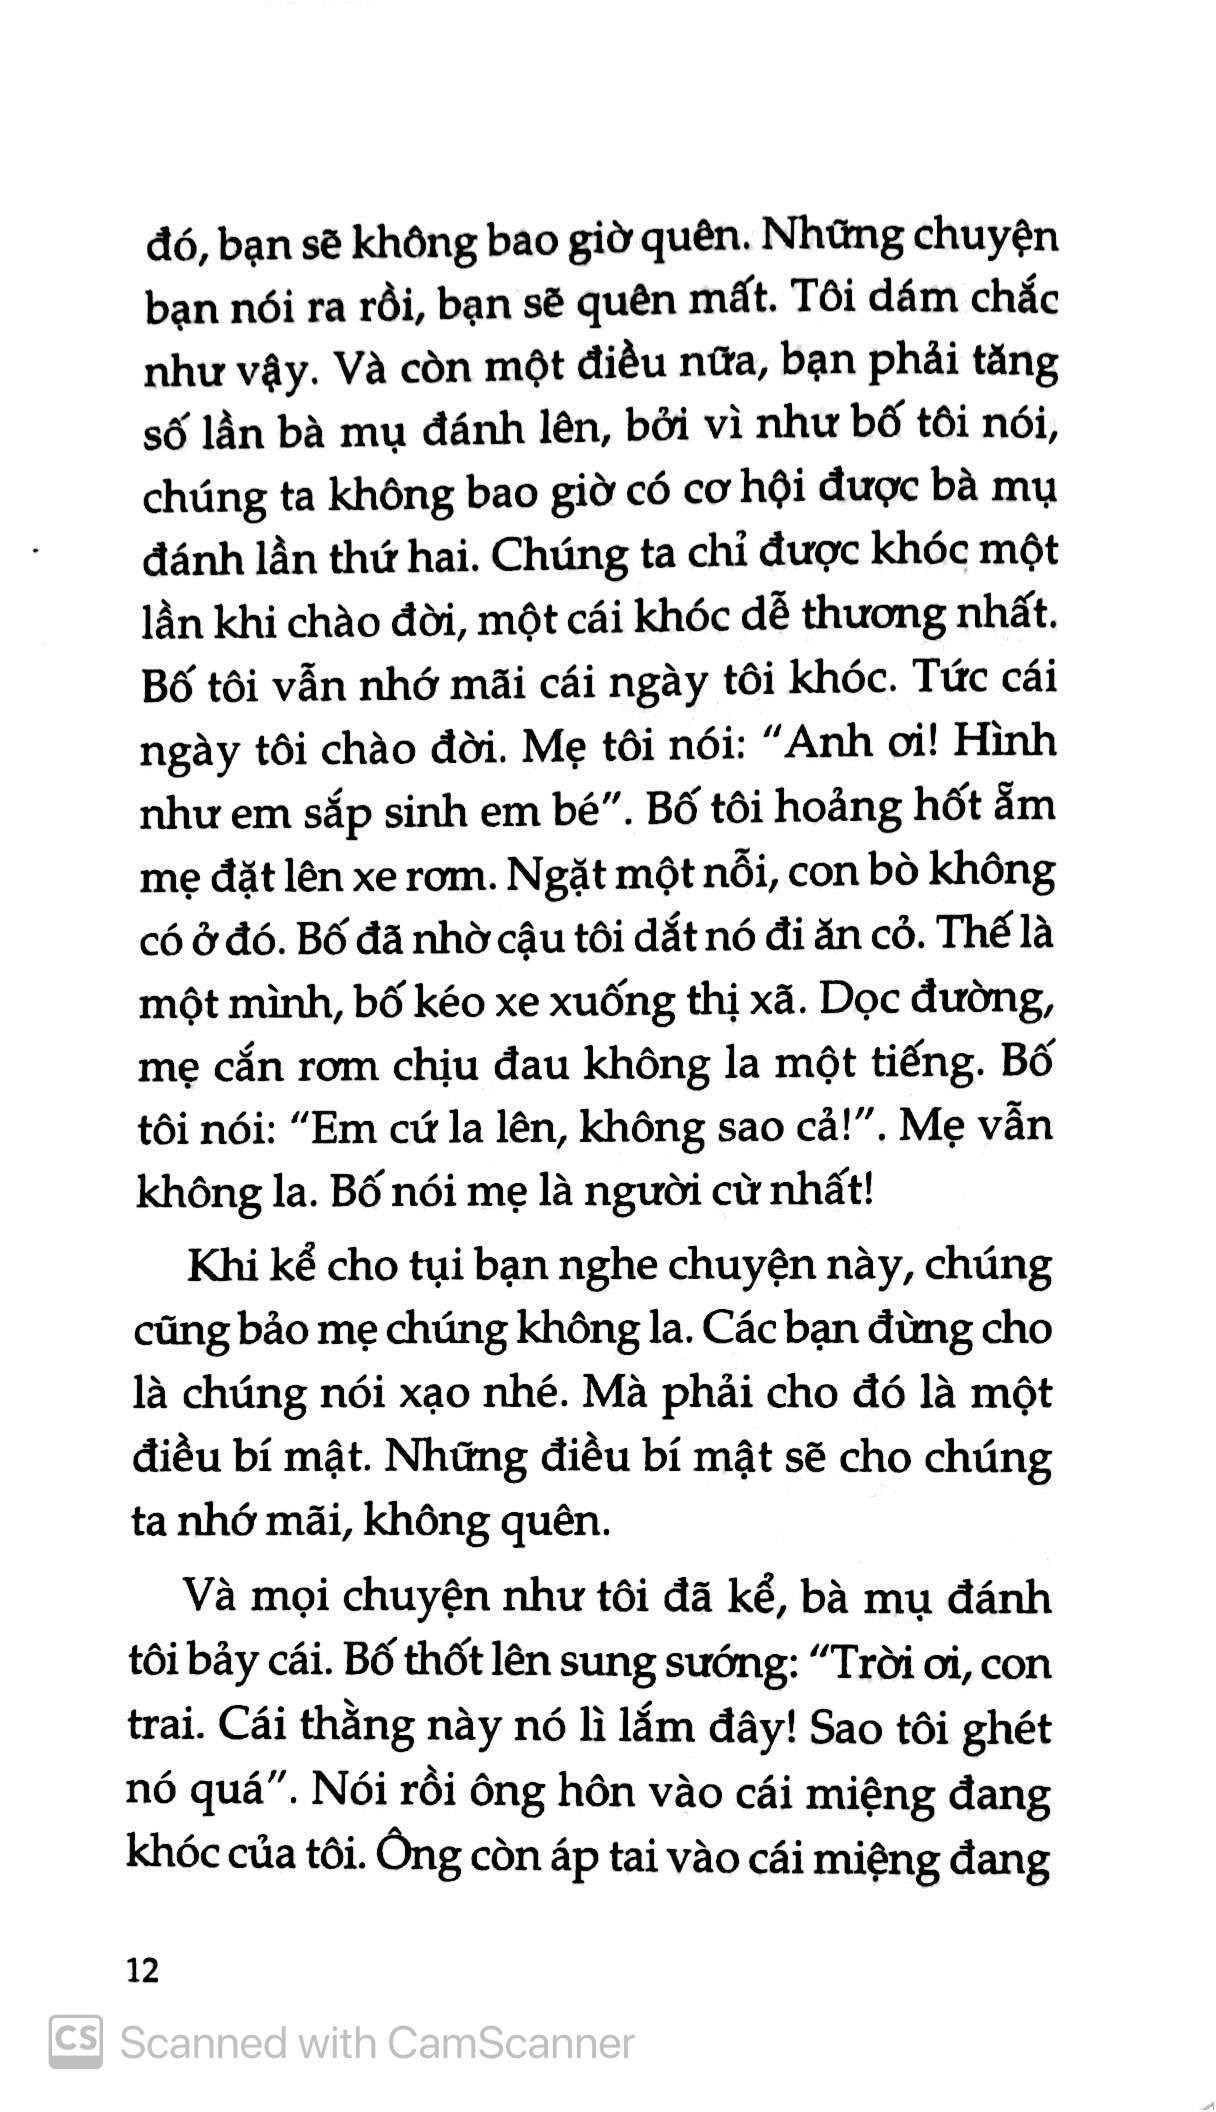 đó, bạn sẽ không bao giờ quên. Những chuyện
bạn nói ra rồi, bạn sẽ quên mất. Tôi dám chắc
như vậy. Và còn một điều nữa, bạn phải tăng
số lần bà mụ đánh lên, bởi vì như bố tôi nói,
chúng ta không bao giờ có cơ hội được bà mụ
đánh lần thứ hai. Chúng ta chỉ được khóc một
lần khi chào đời, một cái khóc dễ thương nhất.
Bố tôi vẫn nhớ mãi cái ngày tôi khóc. Tức cái
ngày tôi chào đời. Mẹ tôi nói: "Anh ơi! Hình
như em sắp sinh em bé". Bố tôi hoảng hốt ẵm
mẹ đặt lên xe rơm. Ngặt một nỗi, con bò không
có ở đó. Bố đã nhờ cậu tôi dắt nó đi ăn cỏ. Thế là
một mình, bố kéo xe xuống thị xã. Dọc đường,
mẹ cắn rơm chịu đau không la một tiếng. Bố
tôi nói: "Em cứ la lên, không sao cả!". Mẹ vẫn
không la. Bố nói mẹ là người cừ nhất!
Khi kể cho tụi bạn nghe chuyện này, chúng
cũng bảo mẹ chúng không la. Các bạn đừng cho
là chúng nói xạo nhé. Mà phải cho đó là một
điều bí mật. Những điều bí mật sẽ cho chúng
ta nhớ mãi, không quên.
Và mọi chuyện như tôi đã kể, bà mụ đánh
tôi bảy cái. Bố thốt lên sung sướng: "Trời ơi, con
trai. Cái thằng này nó lì lắm đây! Sao tôi ghét
nó quá". Nói rồi ông hôn vào cái miệng đang
khóc của tôi. Ông còn áp tai vào cái miệng đang
12
CS Scanned with CamScanner